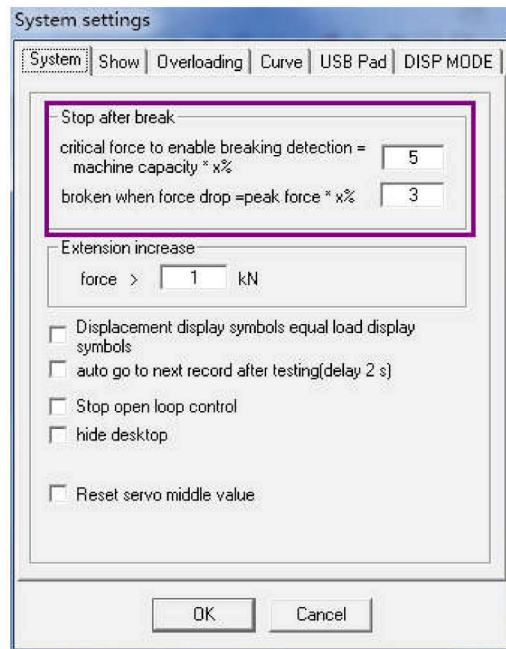 System settings
System
Show
Overloading
Curve
USB Pad
DISP MODE
Stop after break
critical force to enable breaking detection =
machine capacity * x%
5
broken when force drop =peak force * x%
3
Extension increase
force > 1 kN
Displacement display symbols equal load display
symbols
auto go to next record after testing(delay 2 s)
Stop open loop control
hide desktop
Reset servo middle value
OK
Cancel